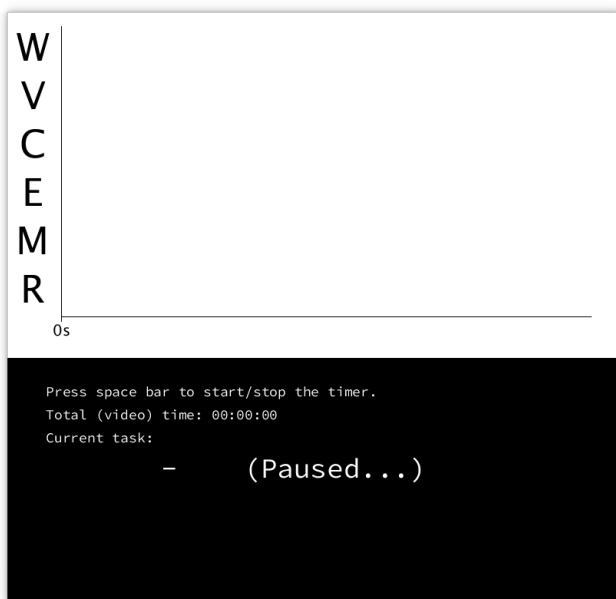 W
V
C
E
M
R
0s
Press space bar to start/stop the timer.
Total (video) time: 00:00:00
Current task:
- (Paused...)